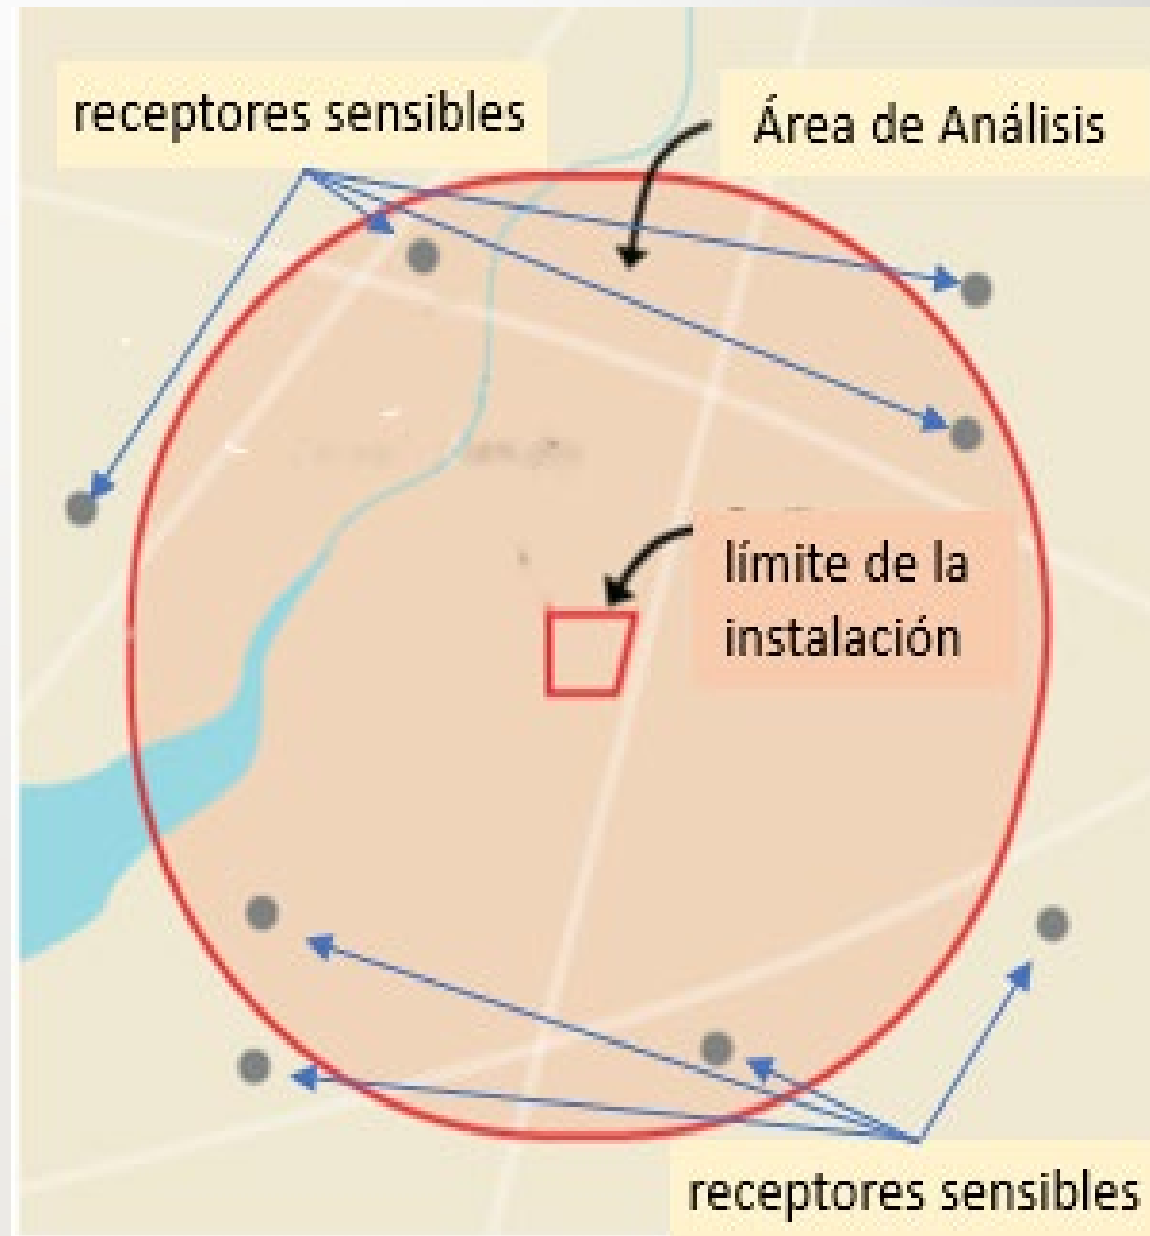 receptores sensibles
Área de Análisis
límite de la
instalación
receptores sensibles